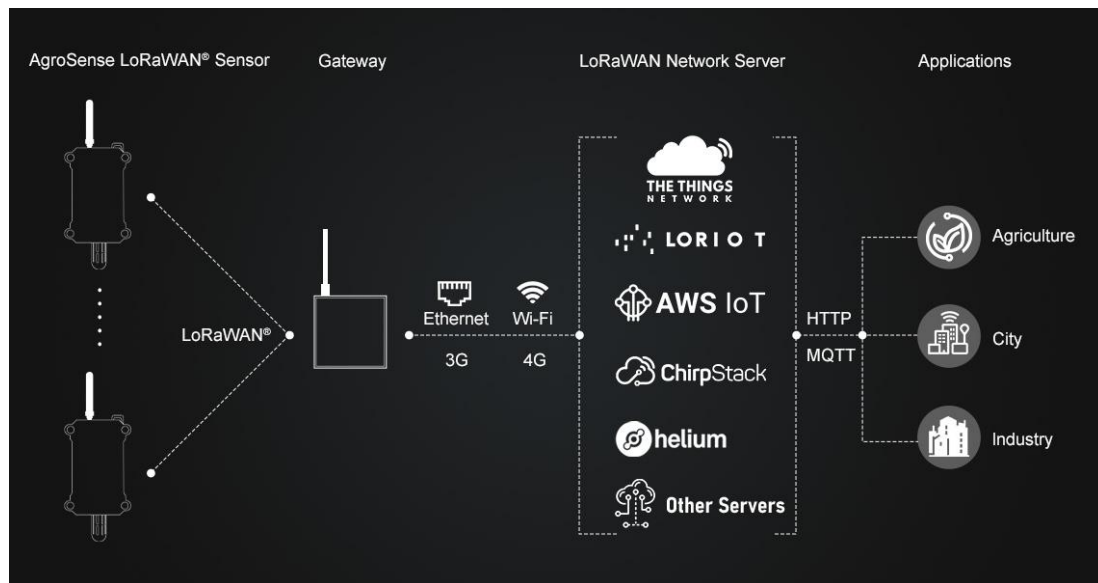 AgroSense LoRaWAN® Sensor
Gateway
LoRaWAN Network Server
Applications
THE THINGS
NETWORK
LORIOT
AWS IoT
ChirpStack
helium
Other Servers
LoRaWAN®
Ethernet
Wi-Fi
3G
4G
HTTP
MQTT
Agriculture
City
Industry